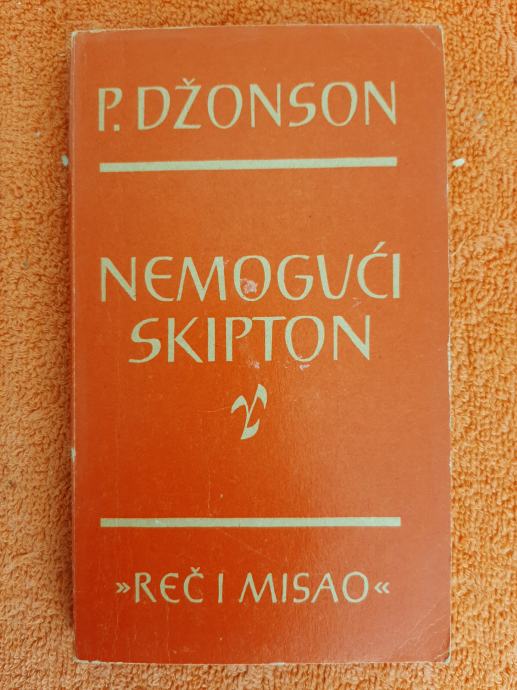 P. DŽONSON
NEMOGUĆI
SKIPTON
»REČ I MISAO«